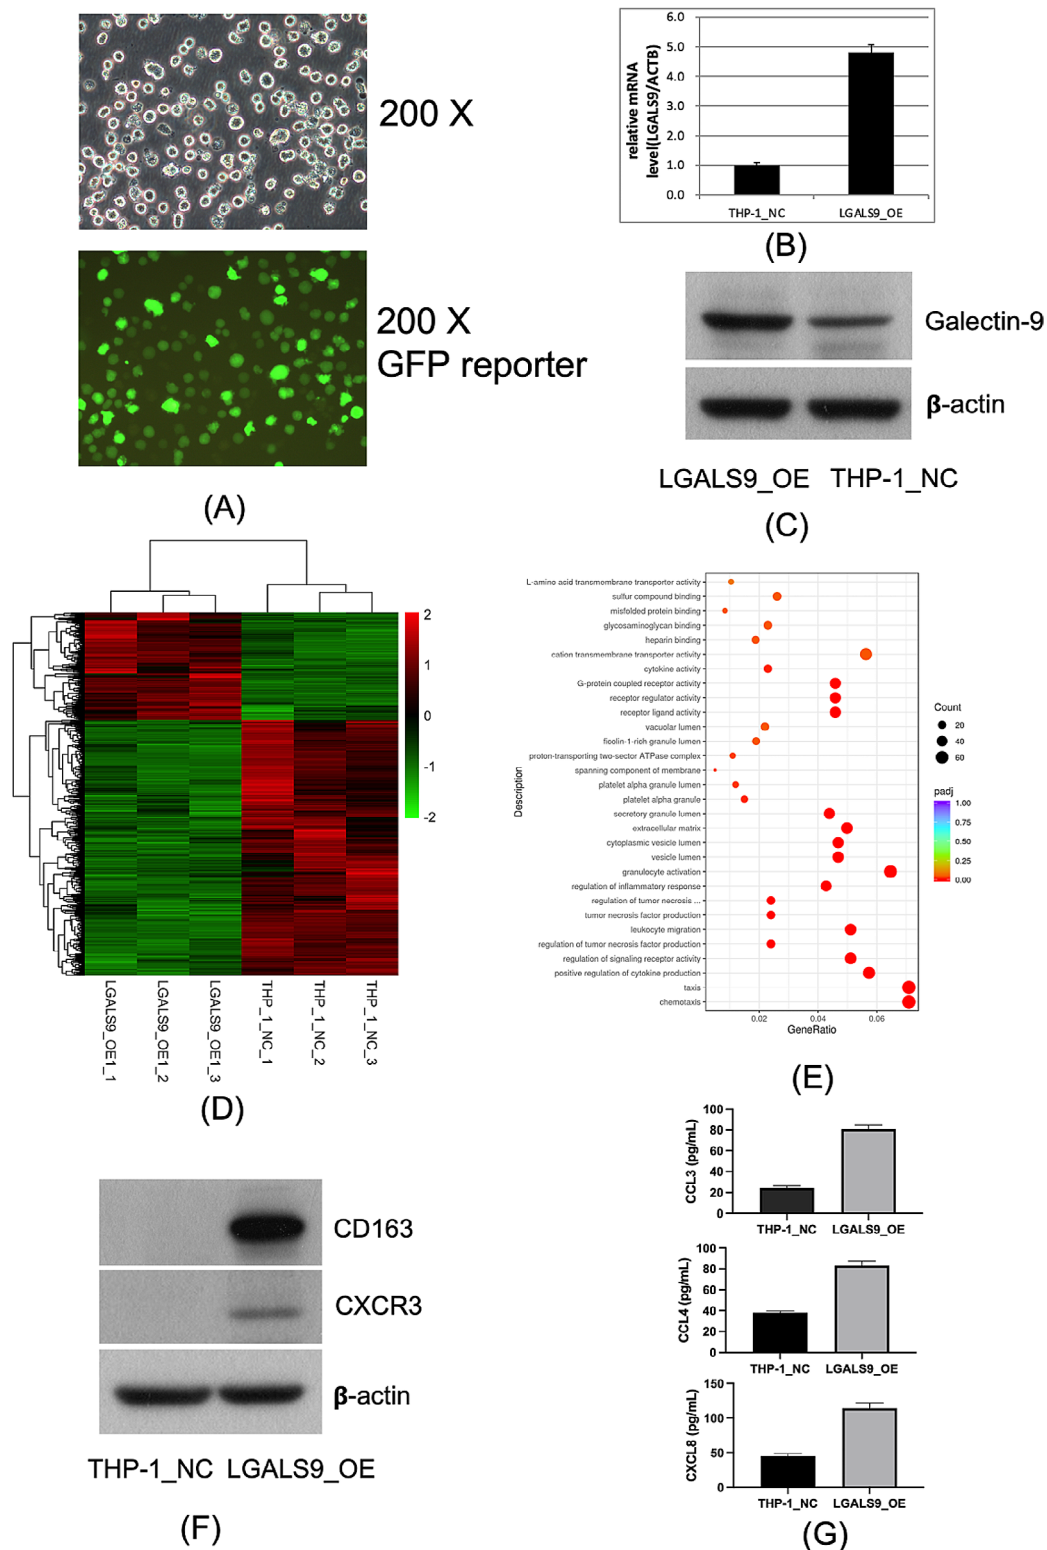 200 X
200 X
GFP reporter
(A)
relative mRNA
level(LGALS9/ACTB)
6.0
5.0
4.0
3.0
2.0
1.0
0.0
THP-1_NC
LGALS9_OE
(B)
Galectin-9
β-actin
LGALS9_OE THP-1_NC
(C)
2
1
0
-1
-2
LGALS9_OE1_1
LGALS9_OE1_2
LGALS9_OE1_3
THP_1_NC_1
THP_1_NC_2
THP_1_NC_3
(D)
Description
L-amino acid transmembrane transporter activity
sulfur compound binding
misfolded protein binding
glycosaminoglycan binding
heparin binding
cation transmembrane transporter activity
cytokine activity
G-protein coupled receptor activity
receptor regulator activity
receptor ligand activity
vacuolar lumen
ficolin-1-rich granule lumen
proton-transporting two-sector ATPase complex
spanning component of membrane
platelet alpha granule lumen
platelet alpha granule
secretory granule lumen
extracellular matrix
cytoplasmic vesicle lumen
vesicle lumen
granulocyte activation
regulation of inflammatory response
regulation of tumor necrosis ...
tumor necrosis factor production
leukocyte migration
regulation of tumor necrosis factor production
regulation of signaling receptor activity
positive regulation of cytokine production
taxis
chemotaxis
0.02 0.04 0.06
GeneRatio
Count
20
40
60
padj
1.00
0.75
0.50
0.25
0.00
(E)
CD163
CXCR3
β-actin
THP-1_NC LGALS9_OE
(F)
CCL3 (pg/mL)
100
80
60
40
20
0
THP-1_NC LGALS9_OE
CCL4 (pg/mL)
100
80
60
40
20
0
THP-1_NC LGALS9_OE
CXCL8 (pg/mL)
150
100
50
0
THP-1_NC LGALS9_OE
(G)